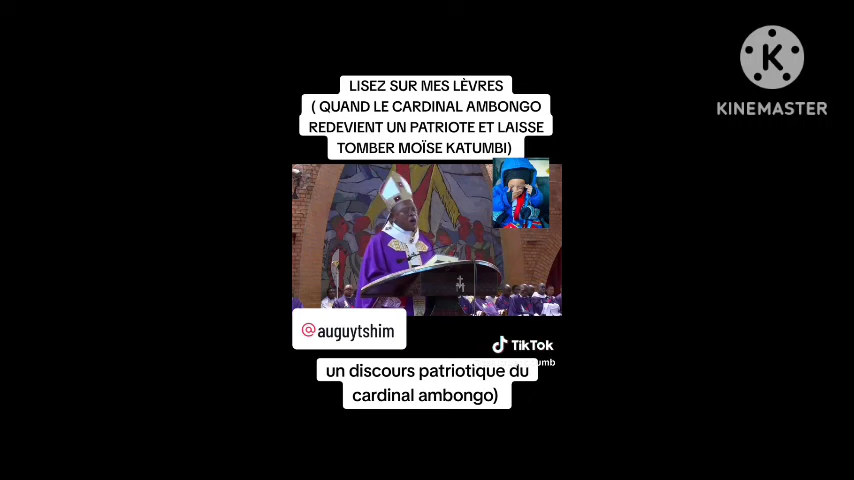 LISEZ SUR MES LÈVRES
( QUAND LE CARDINAL AMBONGO
REDEVIENT UN PATRIOTE ET LAISSE
TOMBER MOÏSE KATUMBI)
K
KINEMASTER
@auguytshim
TikTok
umb
un discours patriotique du
cardinal ambongo)